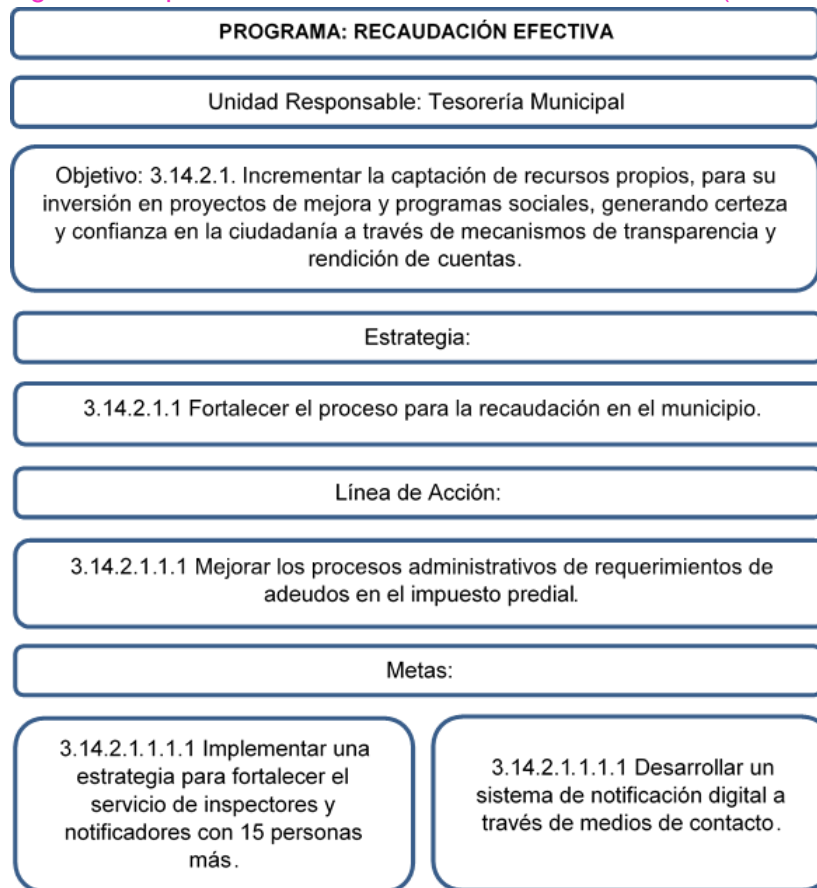 PROGRAMA: RECAUDACIÓN EFECTIVA
Unidad Responsable: Tesorería Municipal
Objetivo: 3.14.2.1. Incrementar la captación de recursos propios, para su
inversión en proyectos de mejora y programas sociales, generando certeza
y confianza en la ciudadanía a través de mecanismos de transparencia y
rendición de cuentas.
Estrategia:
3.14.2.1.1 Fortalecer el proceso para la recaudación en el municipio.
Línea de Acción:
3.14.2.1.1.1 Mejorar los procesos administrativos de requerimientos de
adeudos en el impuesto predial.
Metas:
3.14.2.1.1.1.1 Implementar una
estrategia para fortalecer el
servicio de inspectores y
notificadores con 15 personas
más.
3.14.2.1.1.1.1 Desarrollar un
sistema de notificación digital a
través de medios de contacto.